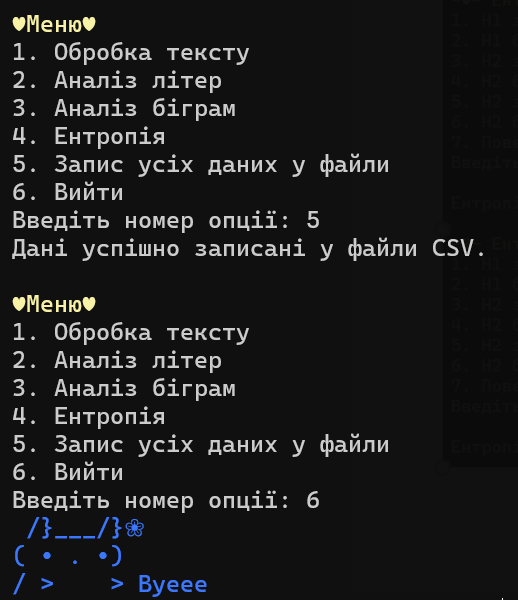 ♥Меню♥
1. Обробка тексту
2. Аналіз літер
3. Аналіз біграм
4. Ентропія
5. Запис усіх даних у файли
6. Вийти
Введіть номер опції: 5
Дані успішно записані у файли CSV.

♥Меню♥
1. Обробка тексту
2. Аналіз літер
3. Аналіз біграм
4. Ентропія
5. Запис усіх даних у файли
6. Вийти
Введіть номер опції: 6
 /}___/}❀
( • . •)
/ >    > Byeee